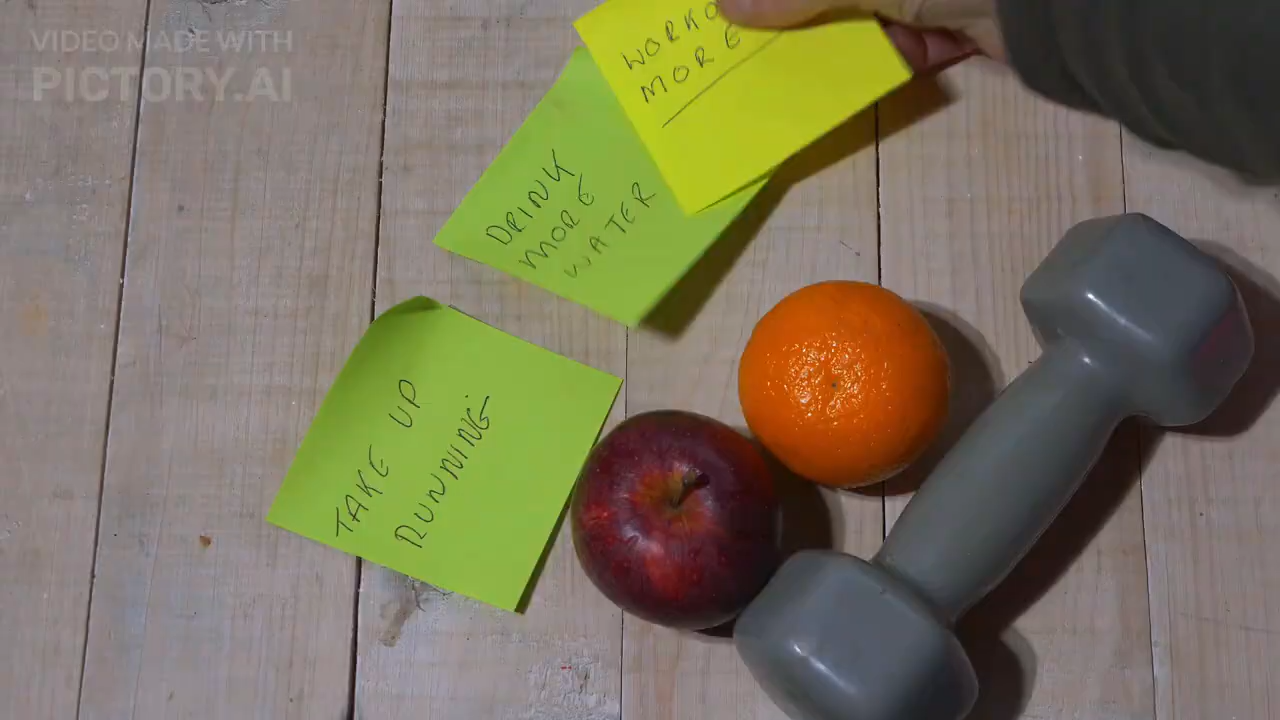 VIDEO MADE WITH
PICTORY.AI
MORE
DRINK
MORE
WATER
TAKE UP
RUNNING